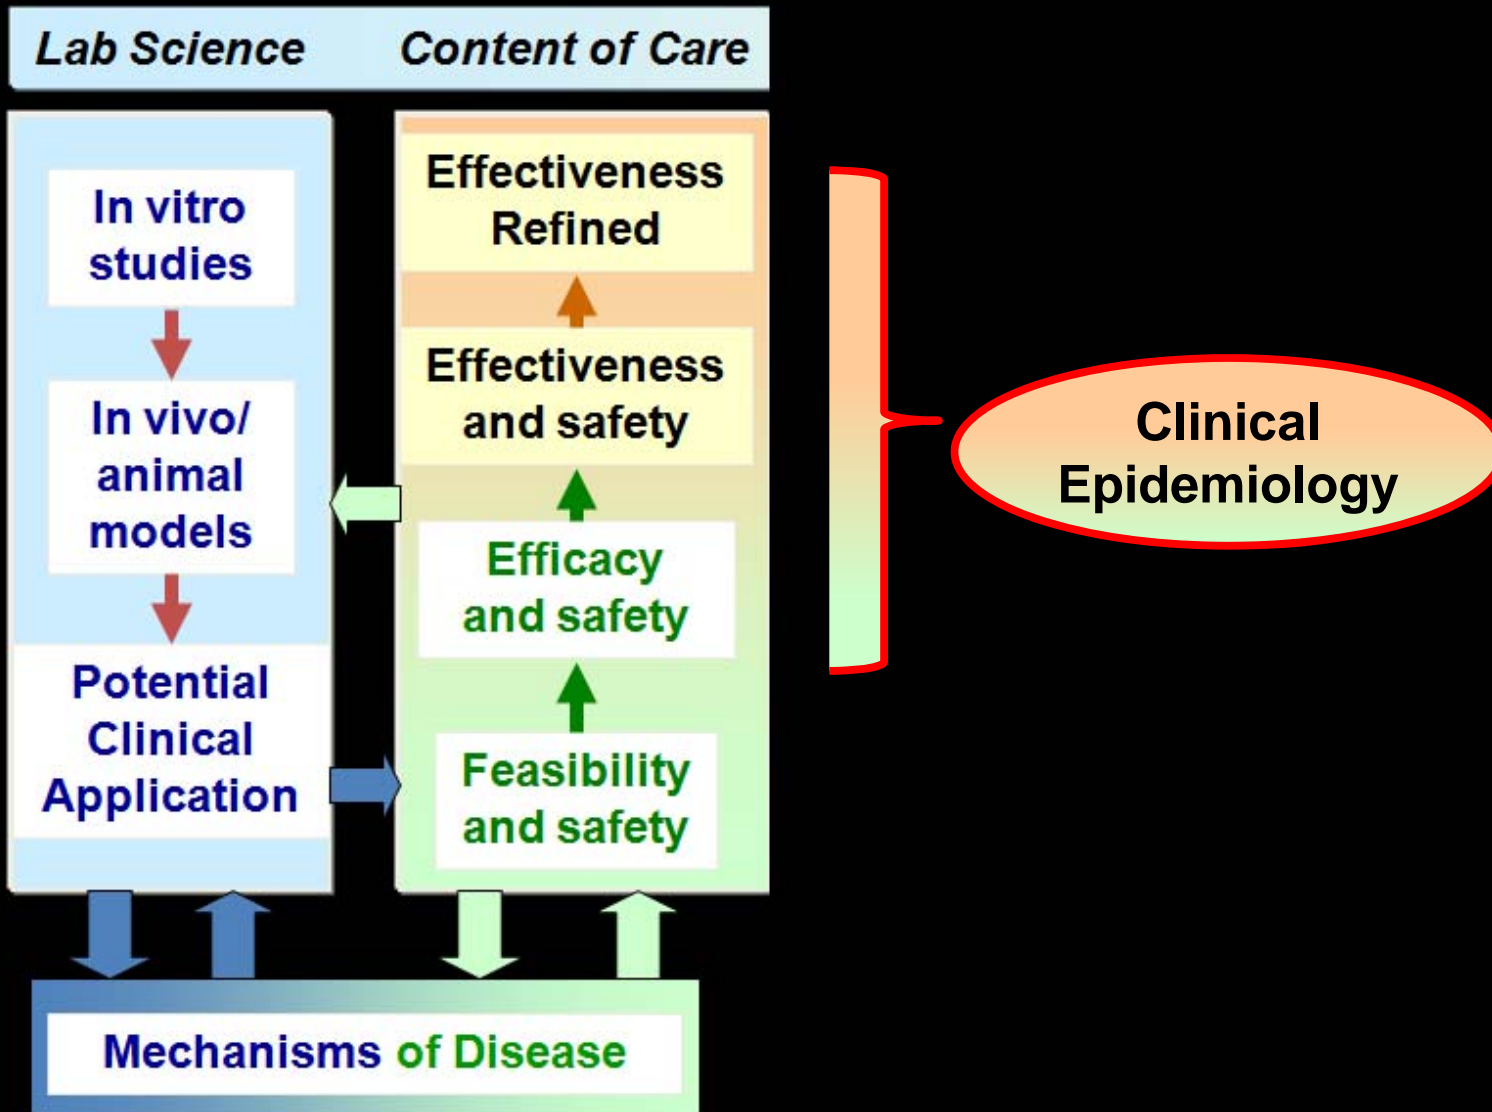 Lab Science
Content of Care
In vitro
studies
In vivo/
animal
models
Potential
Clinical
Application
Effectiveness
Refined
Effectiveness
and safety
Efficacy
and safety
Feasibility
and safety
Clinical
Epidemiology
Mechanisms of Disease